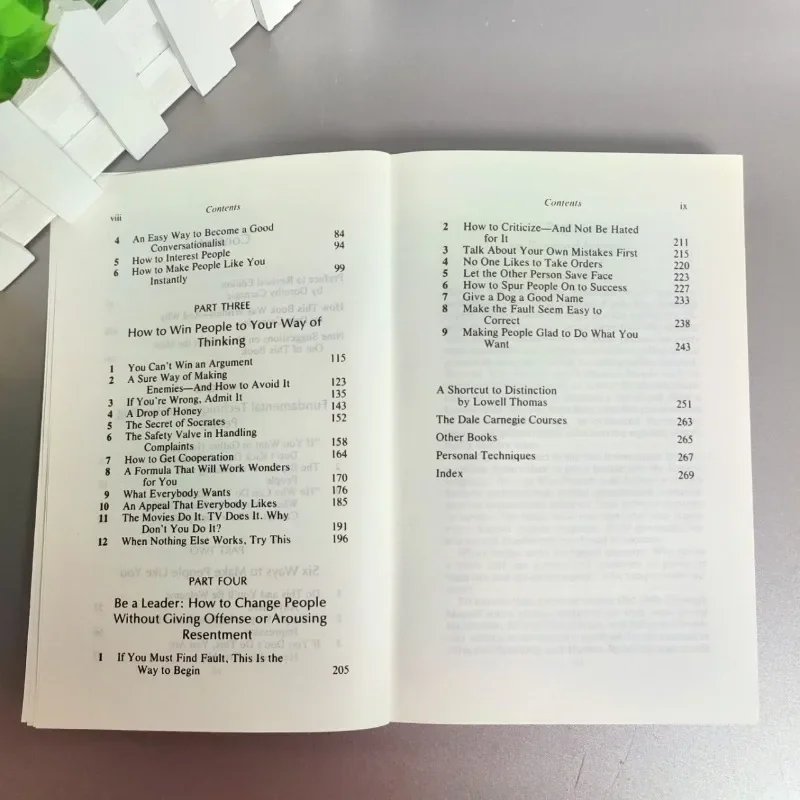 viii
Contents
4 An Easy Way to Become a Good
Conversationalist 84
5 How to Interest People 94
6 How to Make People Like You
Instantly 99
PART THREE
How to Win People to Your Way of
Thinking
1 You Can't Win an Argument 115
2 A Sure Way of Making
Enemies—And How to Avoid It 123
3 If You're Wrong, Admit It 135
4 A Drop of Honey 143
5 The Secret of Socrates 152
6 The Safety Valve in Handling
Complaints 158
7 How to Get Cooperation 164
8 A Formula That Will Work Wonders
for You 170
9 What Everybody Wants 176
10 An Appeal That Everybody Likes 185
11 The Movies Do It. TV Does It. Why
Don't You Do It? 191
12 When Nothing Else Works, Try This 196
PART FOUR
Be a Leader: How to Change People
Without Giving Offense or Arousing
Resentment
1 If You Must Find Fault, This Is the
Way to Begin 205
Contents
ix
2 How to Criticize—And Not Be Hated
for It 211
3 Talk About Your Own Mistakes First 215
4 No One Likes to Take Orders 220
5 Let the Other Person Save Face 223
6 How to Spur People On to Success 227
7 Give a Dog a Good Name 233
8 Make the Fault Seem Easy to
Correct 238
9 Making People Glad to Do What You
Want 243
A Shortcut to Distinction
by Lowell Thomas 251
The Dale Carnegie Courses 263
Other Books 265
Personal Techniques 267
Index 269